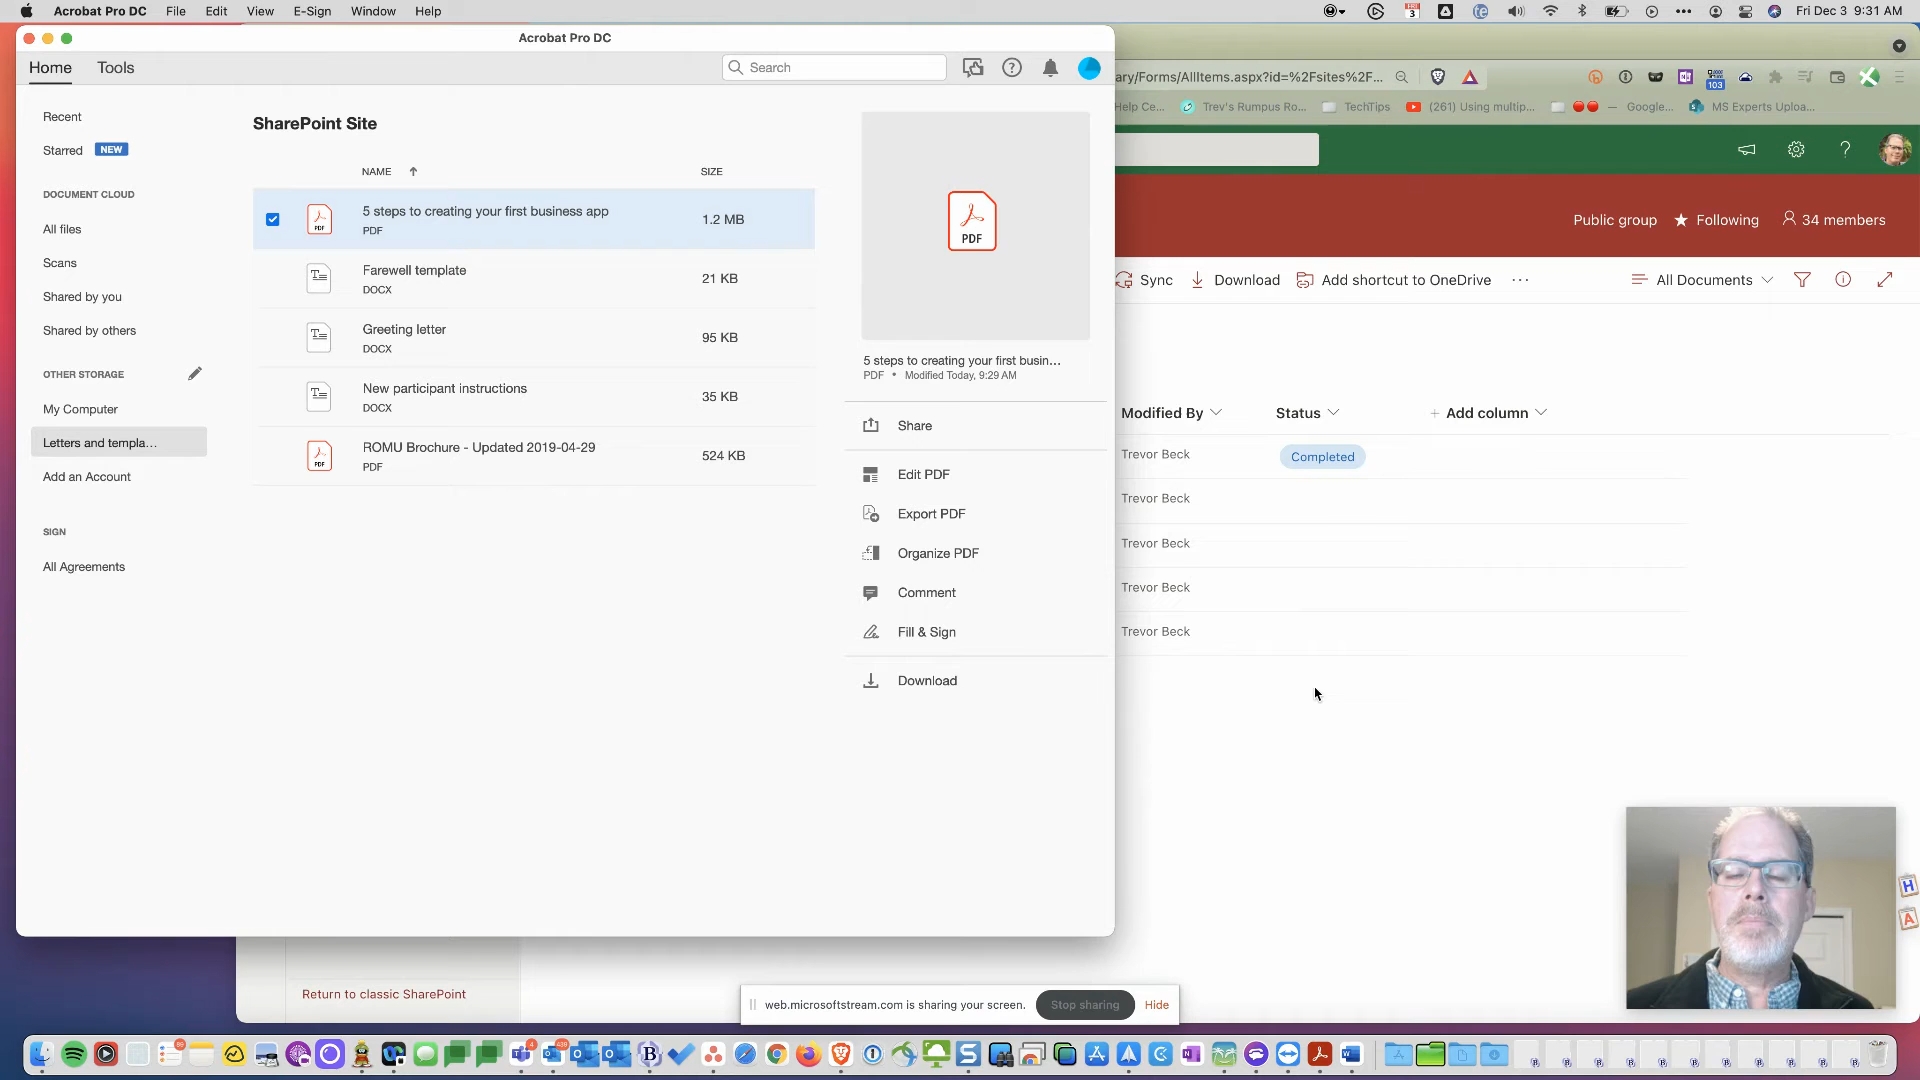 Acrobat Pro DC File Edit View E-Sign Window Help
Fri Dec 3 9:31 AM
Acrobat Pro DC
Home Tools
Search
Recent
Starred NEW
DOCUMENT CLOUD
All files
Scans
Shared by you
Shared by others
OTHER STORAGE
My Computer
Letters and templa...
Add an Account
SIGN
All Agreements
SharePoint Site
NAME SIZE
5 steps to creating your first business app 1.2 MB
PDF
Farewell template 21 KB
DOCX
Greeting letter 95 KB
DOCX
New participant instructions 35 KB
DOCX
ROMU Brochure - Updated 2019-04-29 524 KB
PDF
PDF
5 steps to creating your first busin...
PDF • Modified Today, 9:29 AM
Share
Edit PDF
Export PDF
Organize PDF
Comment
Fill & Sign
Download
ary/Forms/AllItems.aspx?id=%2Fsites%2F...
103
Help Ce... Trev's Rumpus Ro... TechTips (261) Using multip... Google... MS Experts Uploa...
Public group Following 34 members
Sync Download Add shortcut to OneDrive ... All Documents
Modified By Status + Add column
Trevor Beck Completed
Trevor Beck
Trevor Beck
Trevor Beck
Trevor Beck
H
A
Return to classic SharePoint
web.microsoftstream.com is sharing your screen. Stop sharing Hide